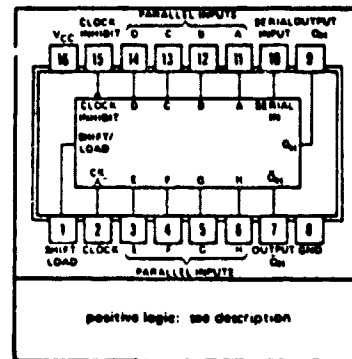 PARALLEL INPUTS
VCC CLOCK INHIBIT D C B A SERIAL INPUT OUTPUT QH
16 15 14 13 12 11 10 9
CLOCK INHIBIT D C B A SERIAL IN
SHIFT/ LOAD QH
CK E F G H Q̅H
1 2 3 4 5 6 7 8
SHIFT LOAD CLOCK E F G H OUTPUT Q̅H GND
PARALLEL INPUTS
positive logic: see description